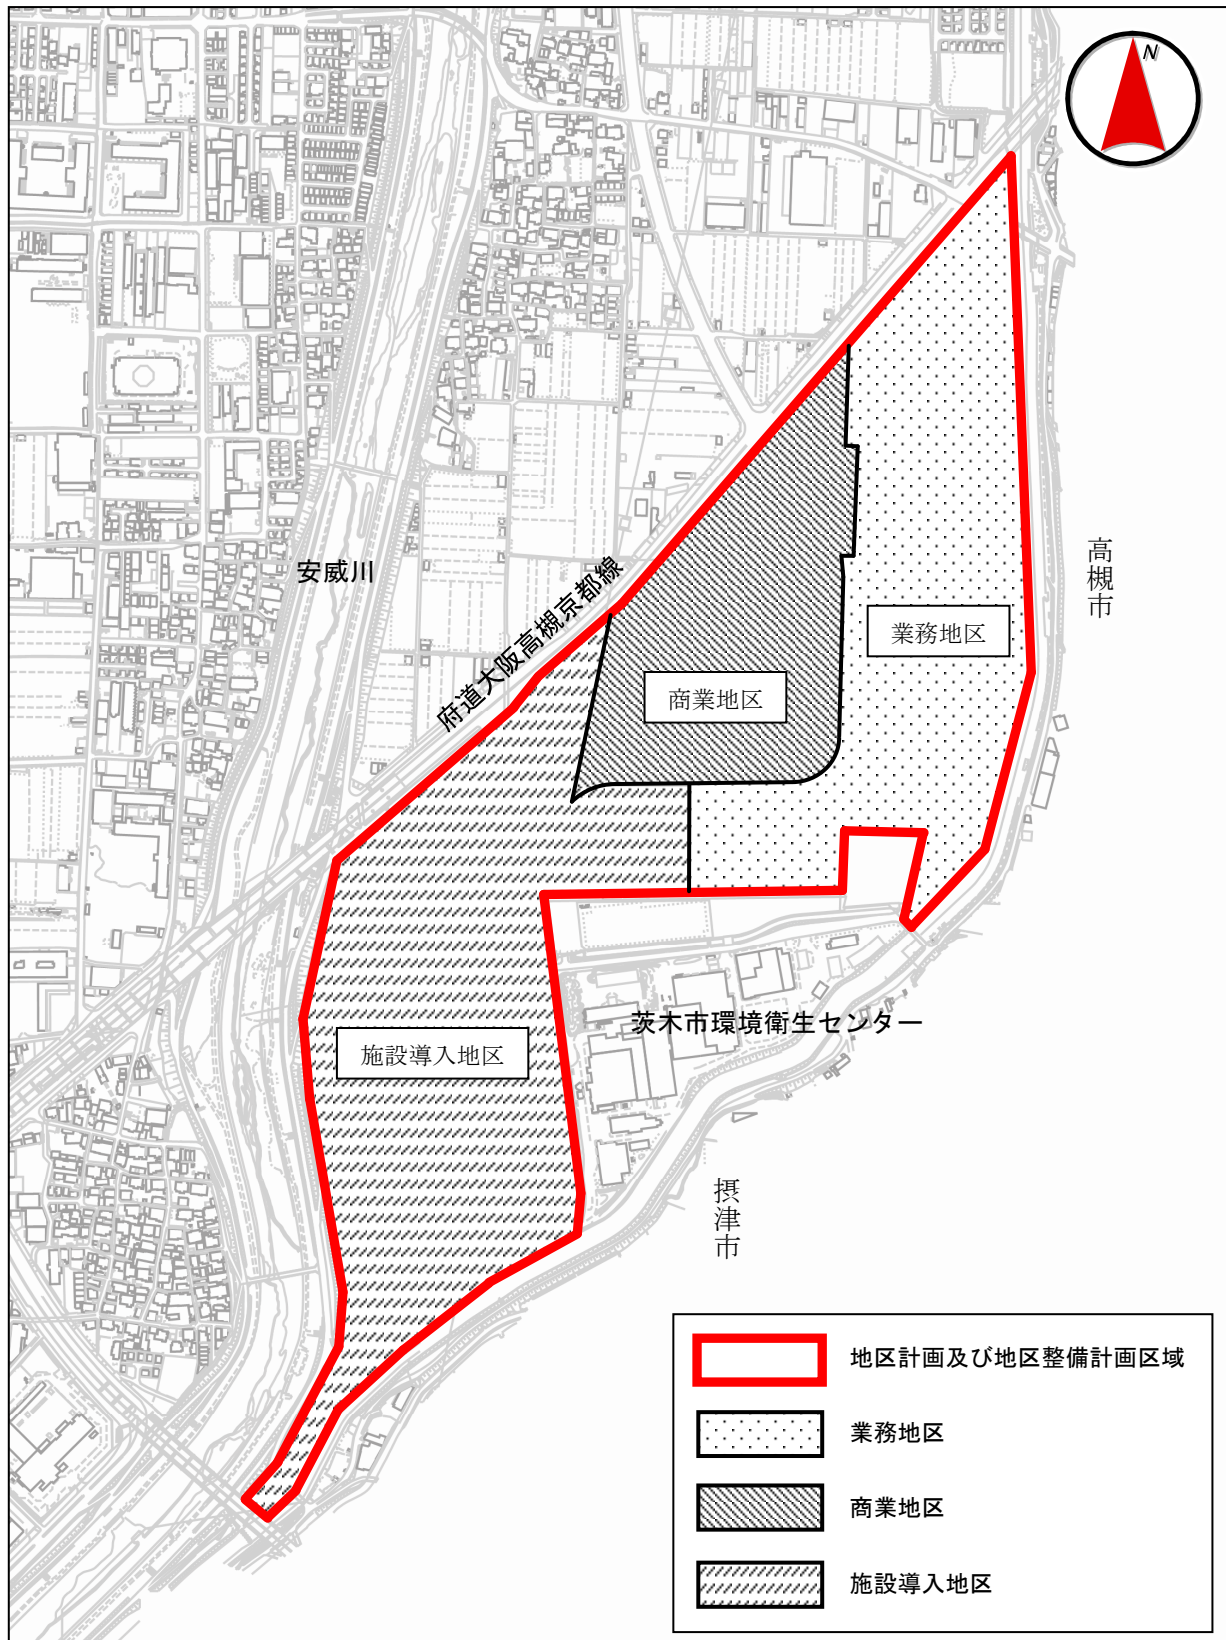 N
安威川
府道大阪高槻京都線
高槻市
業務地区
商業地区
茨木市環境衛生センター
施設導入地区
摂津市
地区計画及び地区整備計画区域
業務地区
商業地区
施設導入地区